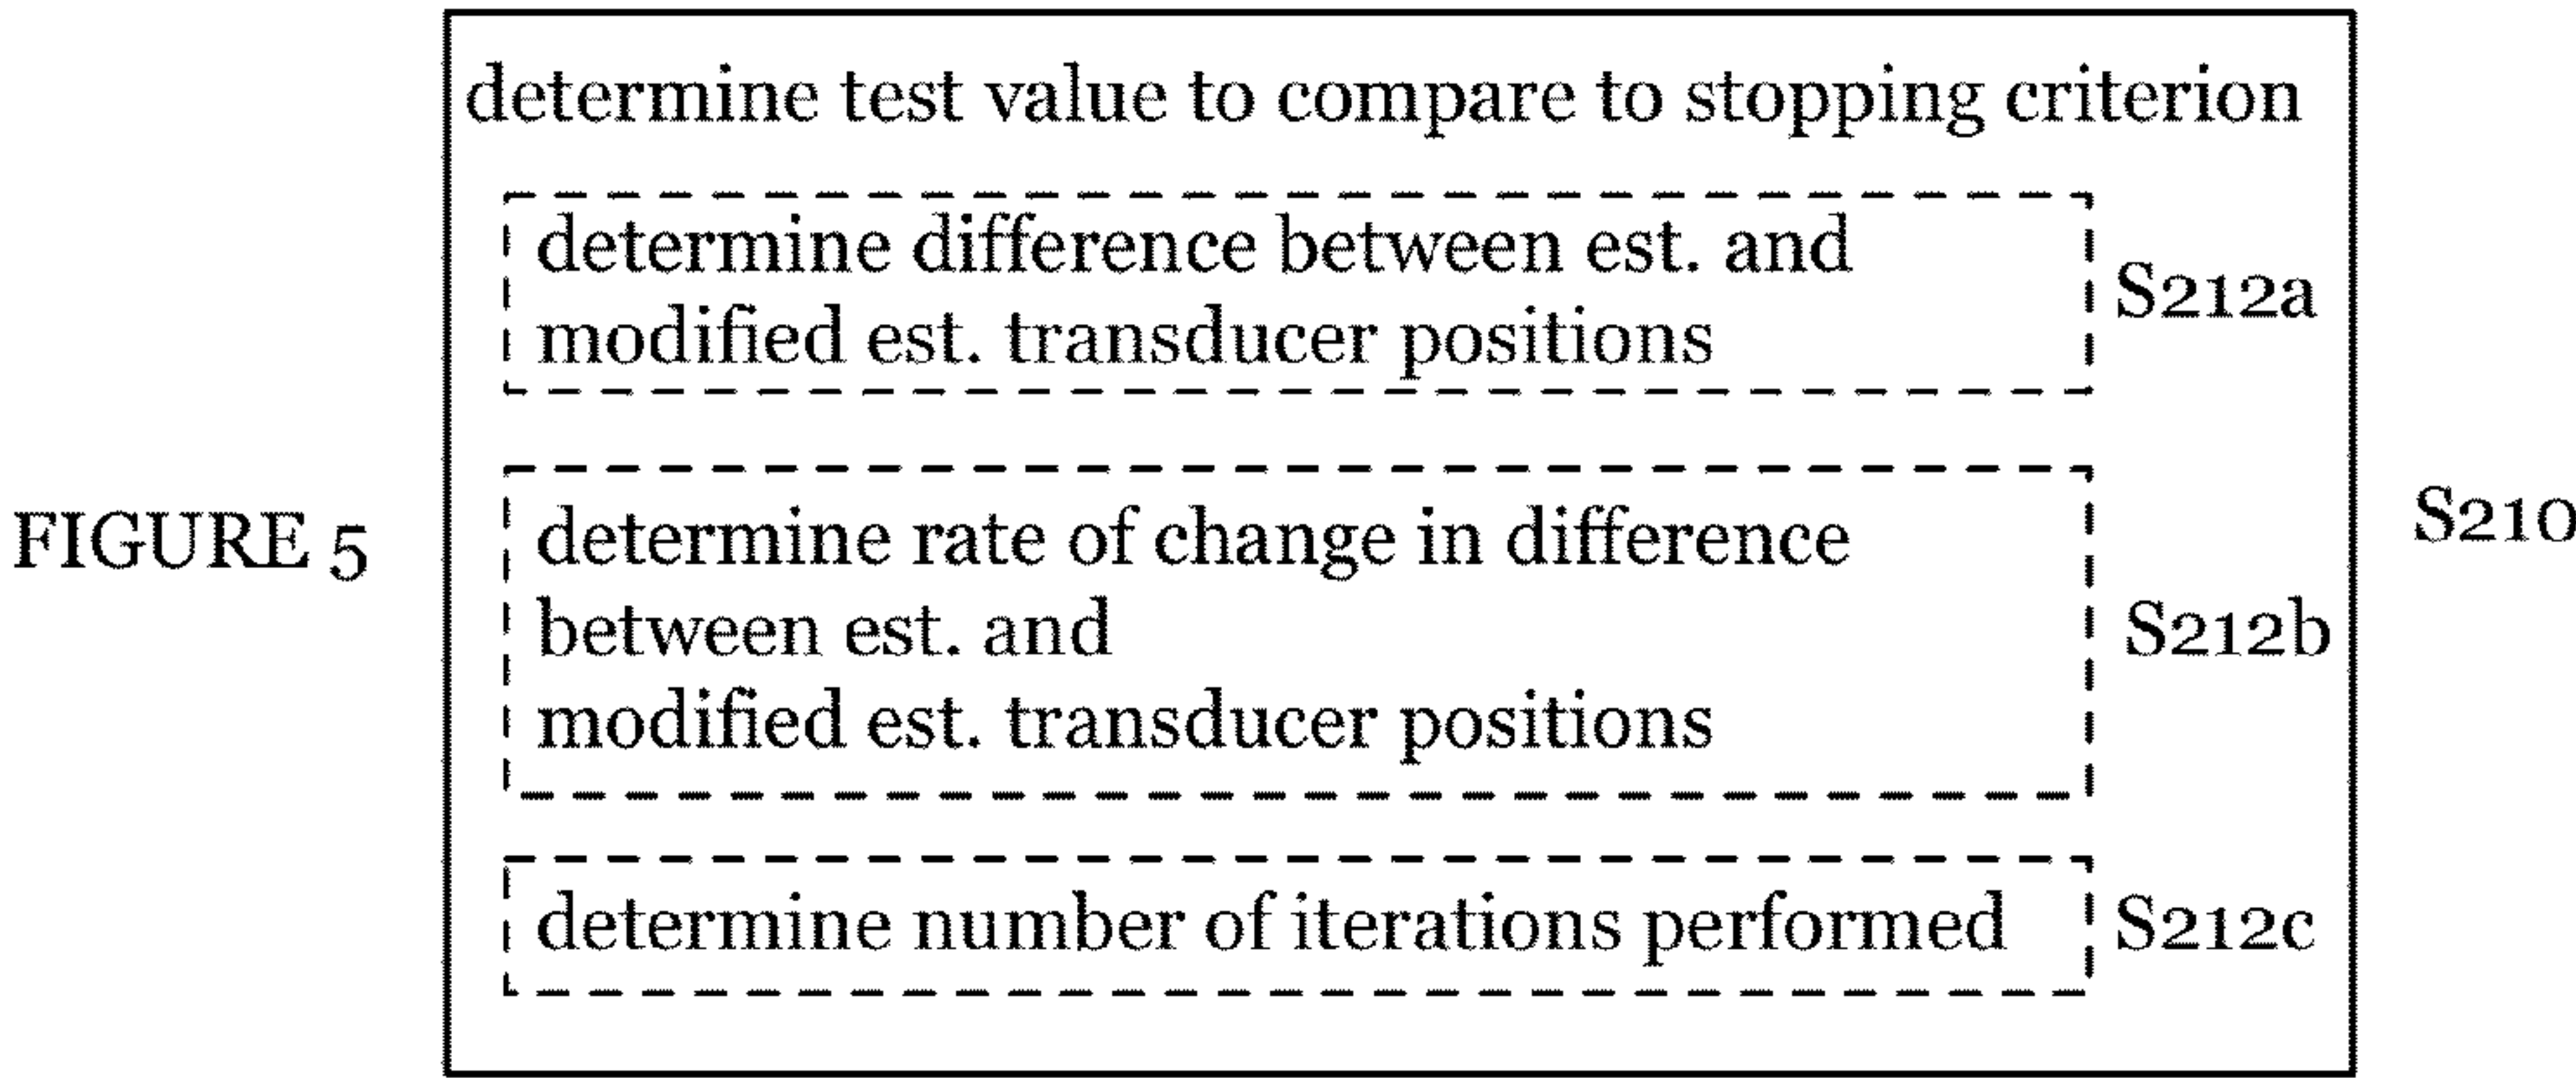 determine test value to compare to stopping criterion
determine difference between est. and
modified est. transducer positions
S212a
FIGURE 5
determine rate of change in difference
between est. and
modified est. transducer positions
S212b
S210
determine number of iterations performed
S212c